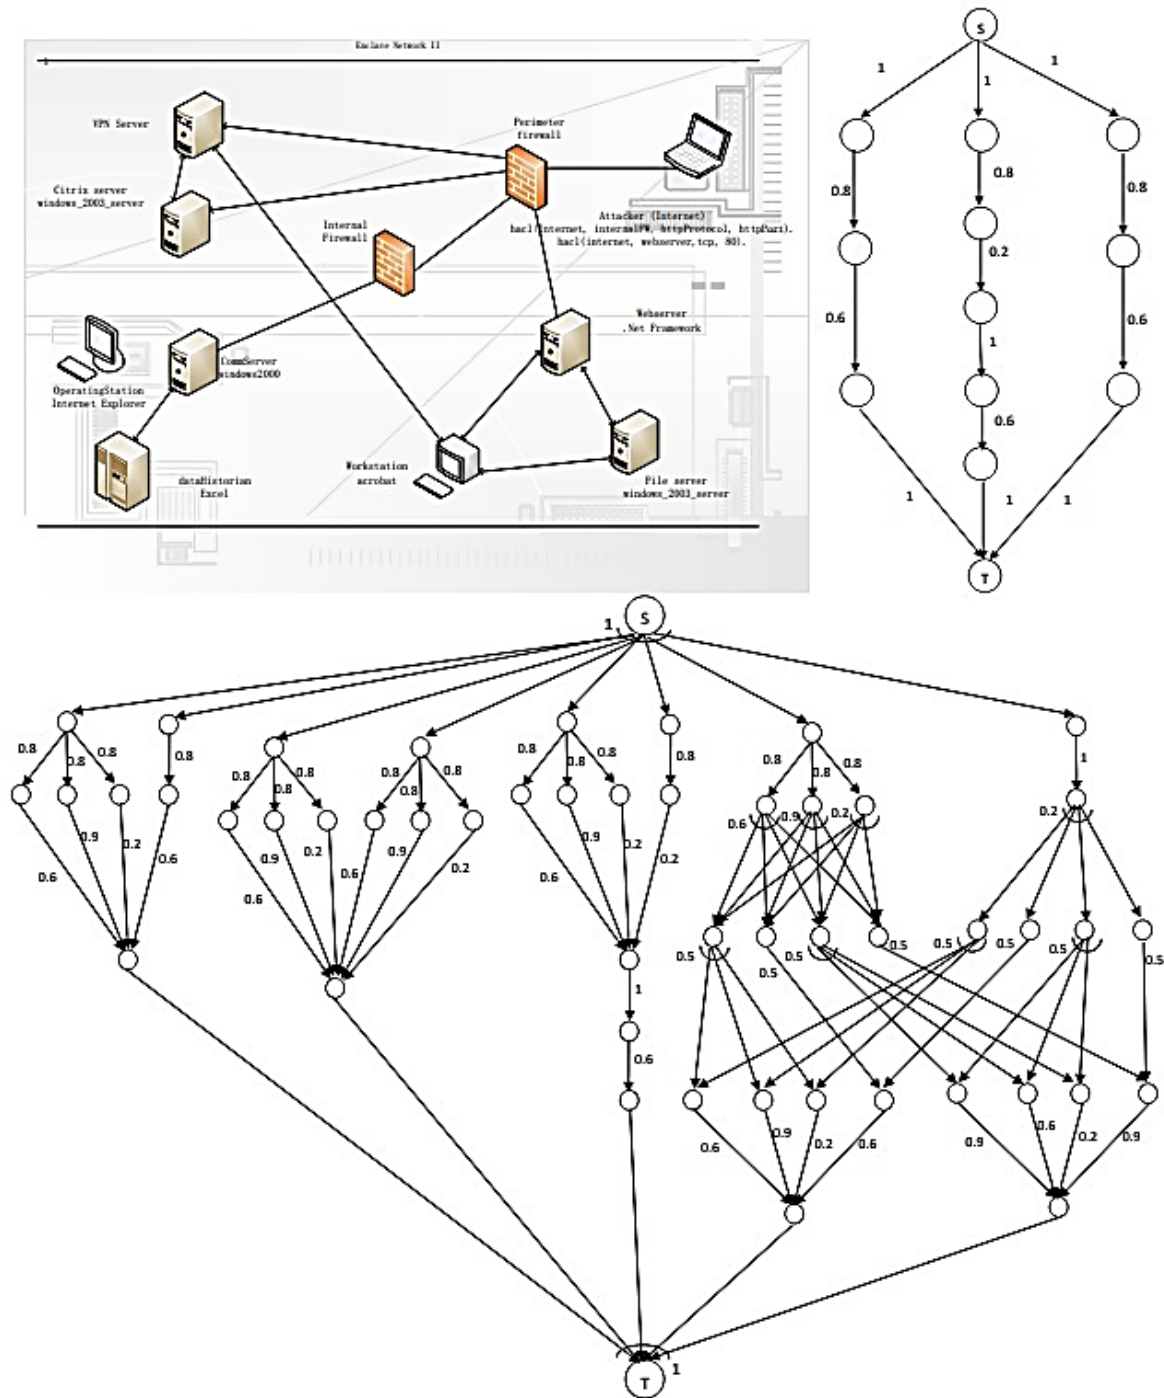 Enclave Network II
1
VPN Server
Perimeter
firewall
Citrix server
windows_2003_server
Internal
Firewall
Attacker (Internet)
hacl(internet, internalFW, httpProtocol, httpPort).
hacl(internet, webserver,tcp, 80).
Webserver
.Net Framework
CommServer
windows2000
OperatingStation
Internet Explorer
Workstation
acrobat
dataHistorian
Excel
File server
windows_2003_server
S
1 1 1
0.8 0.8 0.8
0.2
0.6 1 0.6
0.6
1 1 1
T
1 S
0.8 0.8 0.8 0.8 0.8 0.8 0.8 0.8 0.8 0.8 0.8 0.8 0.8 0.8 0.8 0.8 0.8 1
0.6 0.9 0.2 0.6 0.6 0.9 0.2 0.6 0.9 0.2 0.6 0.9 0.2 0.2 0.6 0.9 0.2 0.2
1 0.5 0.5 0.5 0.5 0.5 0.5 0.5 0.5
0.6
0.6 0.9 0.2 0.6 0.9 0.6 0.2 0.9
T 1